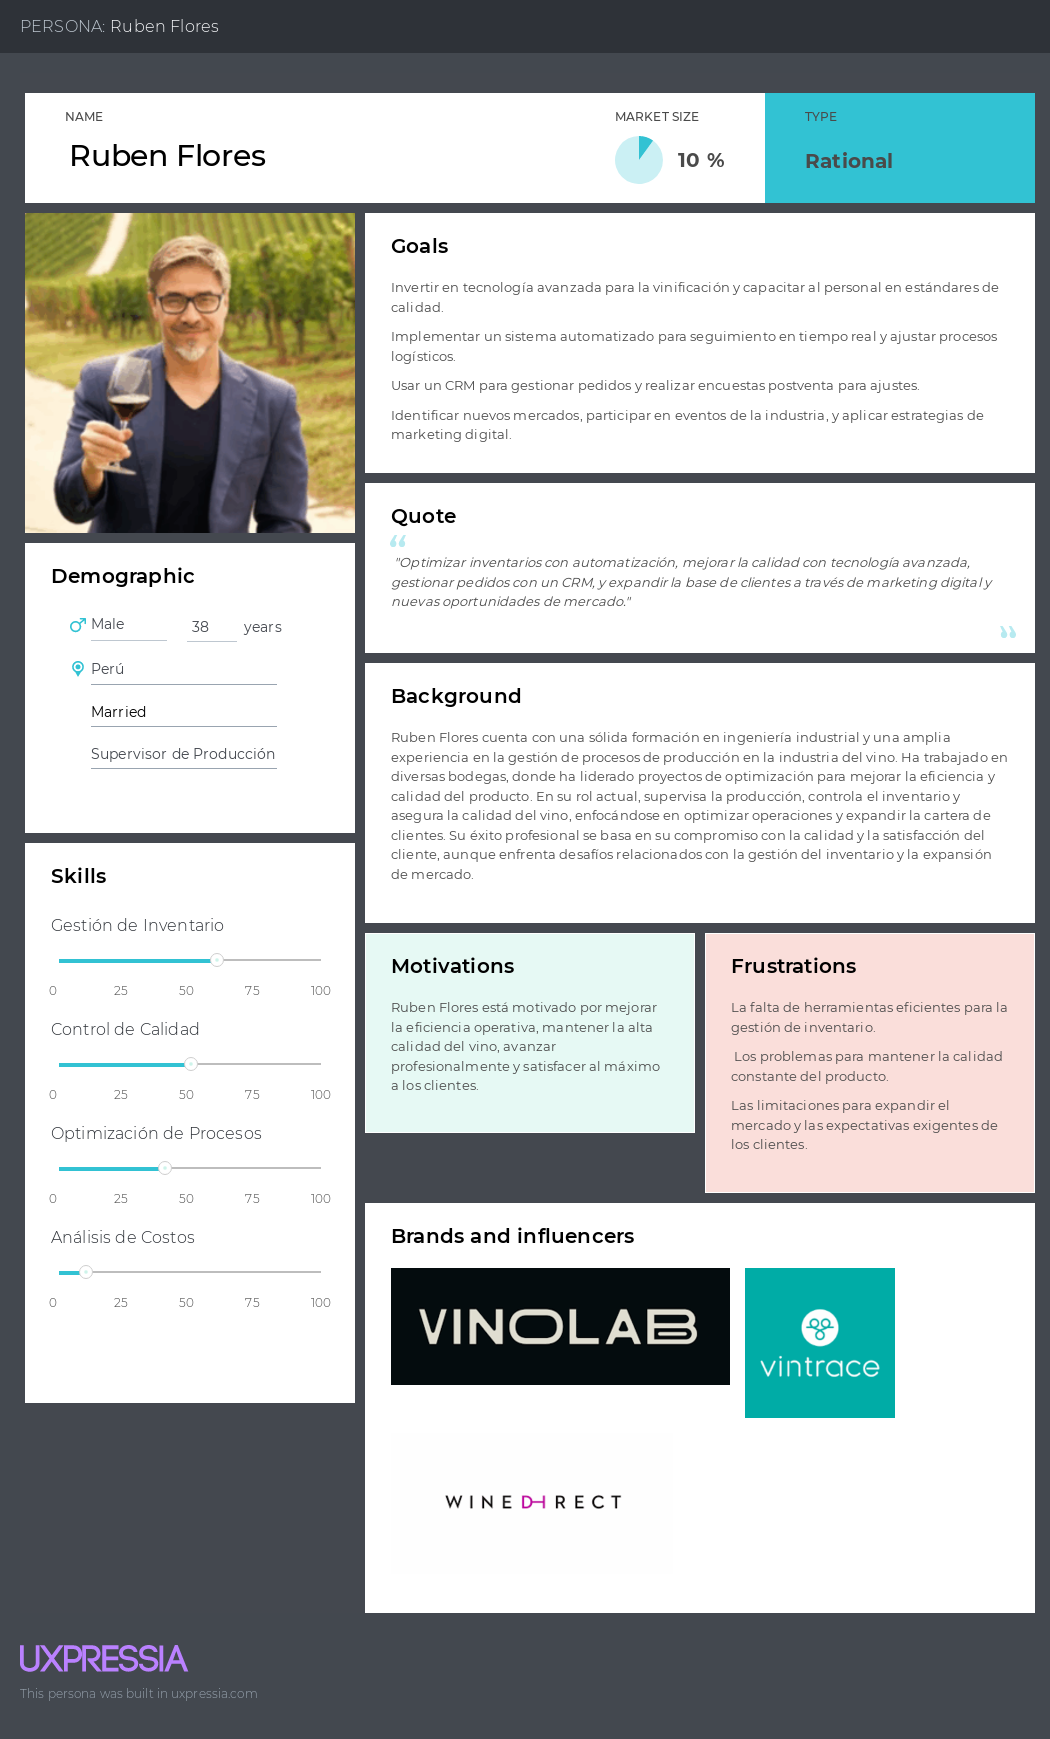 PERSONA: Ruben Flores
NAME
Ruben Flores
MARKET SIZE
10 %
TYPE
Rational
Goals
Invertir en tecnología avanzada para la vinificación y capacitar al personal en estándares de
calidad.
Implementar un sistema automatizado para seguimiento en tiempo real y ajustar procesos
logísticos.
Usar un CRM para gestionar pedidos y realizar encuestas postventa para ajustes.
Identificar nuevos mercados, participar en eventos de la industria, y aplicar estrategias de
marketing digital.
Quote
“
"Optimizar inventarios con automatización, mejorar la calidad con tecnología avanzada,
gestionar pedidos con un CRM, y expandir la base de clientes a través de marketing digital y
nuevas oportunidades de mercado."
”
Demographic
Male 38 years
Perú
Married
Supervisor de Producción
Background
Ruben Flores cuenta con una sólida formación en ingeniería industrial y una amplia
experiencia en la gestión de procesos de producción en la industria del vino. Ha trabajado en
diversas bodegas, donde ha liderado proyectos de optimización para mejorar la eficiencia y
calidad del producto. En su rol actual, supervisa la producción, controla el inventario y
asegura la calidad del vino, enfocándose en optimizar operaciones y expandir la cartera de
clientes. Su éxito profesional se basa en su compromiso con la calidad y la satisfacción del
cliente, aunque enfrenta desafíos relacionados con la gestión del inventario y la expansión
de mercado.
Skills
Gestión de Inventario
0 25 50 75 100
Control de Calidad
0 25 50 75 100
Optimización de Procesos
0 25 50 75 100
Análisis de Costos
0 25 50 75 100
Motivations
Ruben Flores está motivado por mejorar
la eficiencia operativa, mantener la alta
calidad del vino, avanzar
profesionalmente y satisfacer al máximo
a los clientes.
Frustrations
La falta de herramientas eficientes para la
gestión de inventario.
Los problemas para mantener la calidad
constante del producto.
Las limitaciones para expandir el
mercado y las expectativas exigentes de
los clientes.
Brands and influencers
VINOLAB
vintrace
WINEDIRECT
UXPRESSIA
This persona was built in uxpressia.com